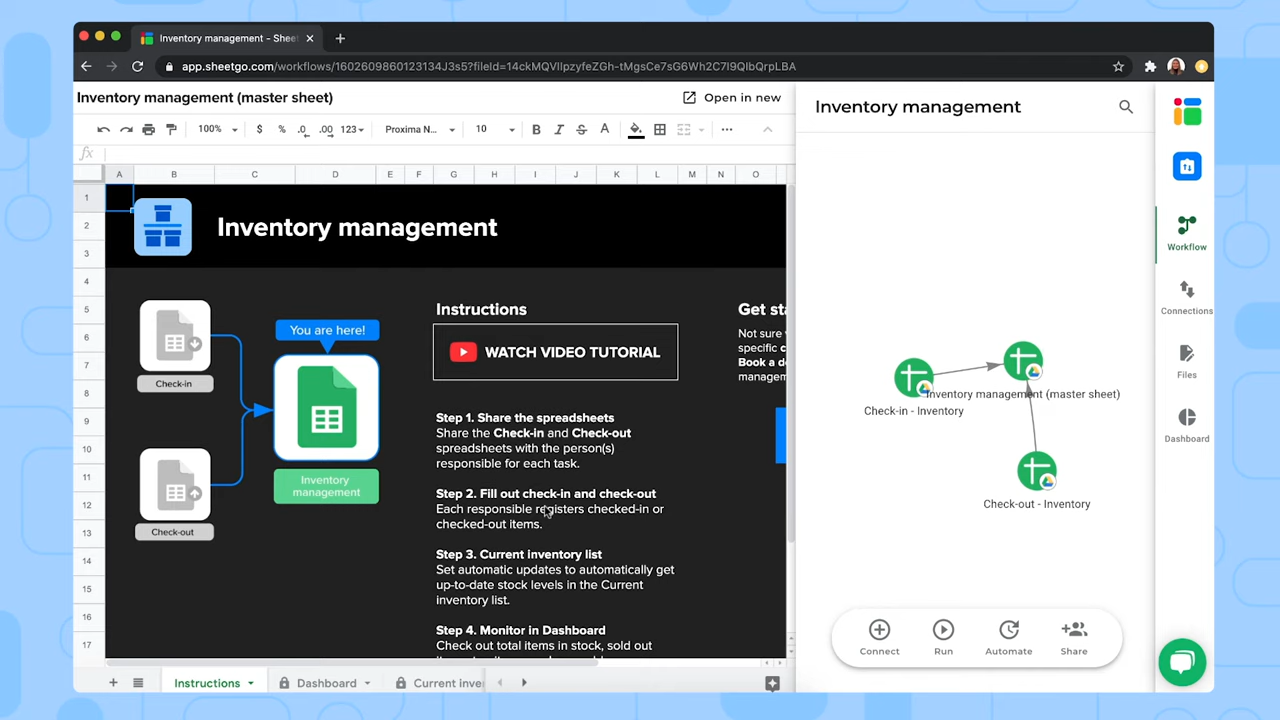 Inventory management - Shee
app.sheetgo.com/workflows/1602609860123134J3s5?fileId=14ckMQVIlpzyfeZGh-tMgsCe7sG6Wh2C7l9QIbQrpLBA
Inventory management (master sheet)
Open in new
100%
$
%
.0
.00
123
Proxima N...
10
B
I
S
A
fx
A B C D E F G H I J K L M N O
1
2
3
4
5
6
7
8
9
10
11
12
13
14
15
16
17
Inventory management
Check-in
Check-out
You are here!
Inventory
management
Instructions
WATCH VIDEO TUTORIAL
Step 1. Share the spreadsheets
Share the Check-in and Check-out
spreadsheets with the person(s)
responsible for each task.
Step 2. Fill out check-in and check-out
Each responsible registers checked-in or
checked-out items.
Step 3. Current inventory list
Set automatic updates to automatically get
up-to-date stock levels in the Current
inventory list.
Step 4. Monitor in Dashboard
Check out total items in stock, sold out
Get sta
Not sure
specific c
Book a d
managem
Instructions
Dashboard
Current inve
Inventory management
Inventory management (master sheet)
Check-in - Inventory
Check-out - Inventory
Connect
Run
Automate
Share
Workflow
Connections
Files
Dashboard